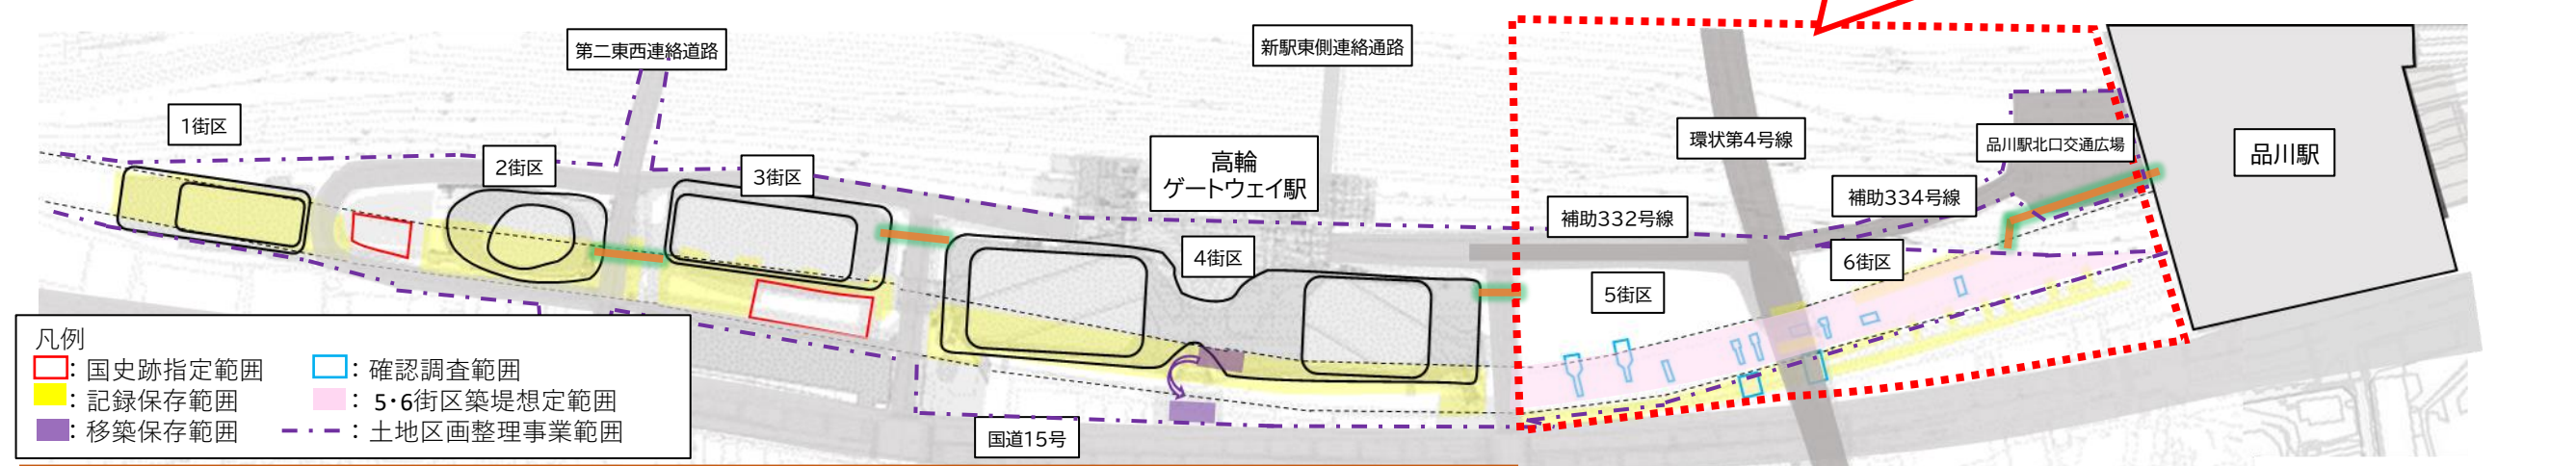 第二東西連絡道路
新駅東側連絡通路
1街区
2街区
3街区
高輪
ゲートウェイ駅
4街区
環状第4号線
品川駅北口交通広場
品川駅
補助334号線
補助332号線
6街区
5街区
国道15号
凡例
：国史跡指定範囲
：確認調査範囲
：記録保存範囲
：5・6街区築堤想定範囲
：移築保存範囲
：土地区画整理事業範囲